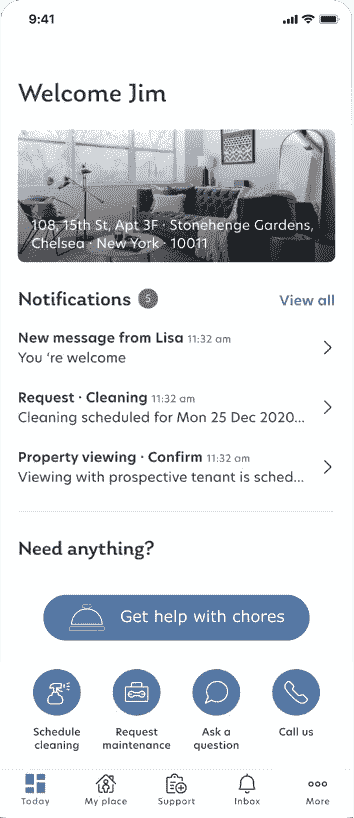 9:41
Welcome Jim
108, 15th St, Apt 3F · Stonehenge Gardens,
Chelsea · New York · 10011
Notifications 5 View all
New message from Lisa 11:32 am
You ‘re welcome
Request · Cleaning 11:32 am
Cleaning scheduled for Mon 25 Dec 2020...
Property viewing · Confirm 11:32 am
Viewing with prospective tenant is sched...
Need anything?
Get help with chores
Schedule cleaning
Request maintenance
Ask a question
Call us
Today My place Support Inbox More